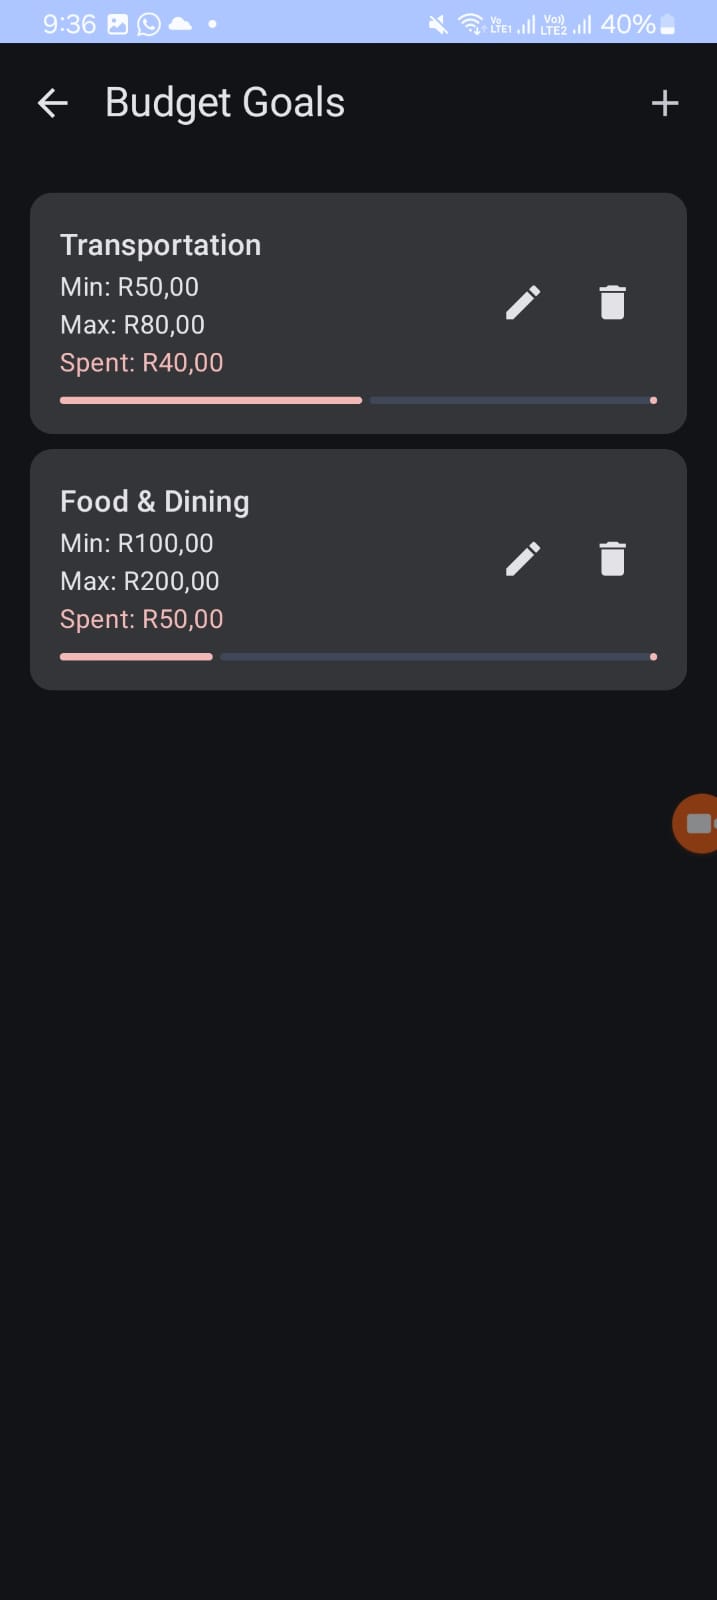 9:36 Vo LTE1 Vo) LTE2 40%
Budget Goals
Transportation
Min: R50,00
Max: R80,00
Spent: R40,00
Food & Dining
Min: R100,00
Max: R200,00
Spent: R50,00